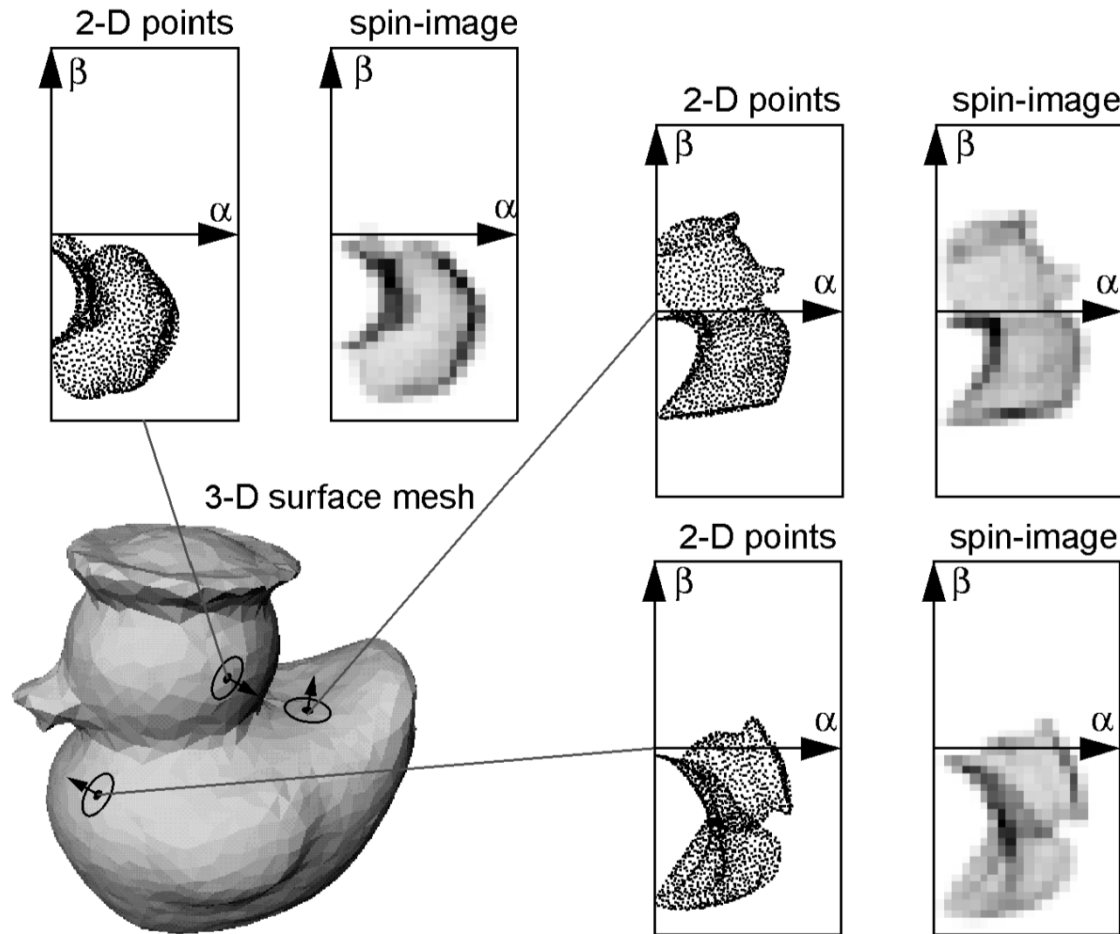 2-D points
spin-image
β
β
α
α
2-D points
spin-image
β
β
α
α
3-D surface mesh
2-D points
spin-image
β
β
α
α